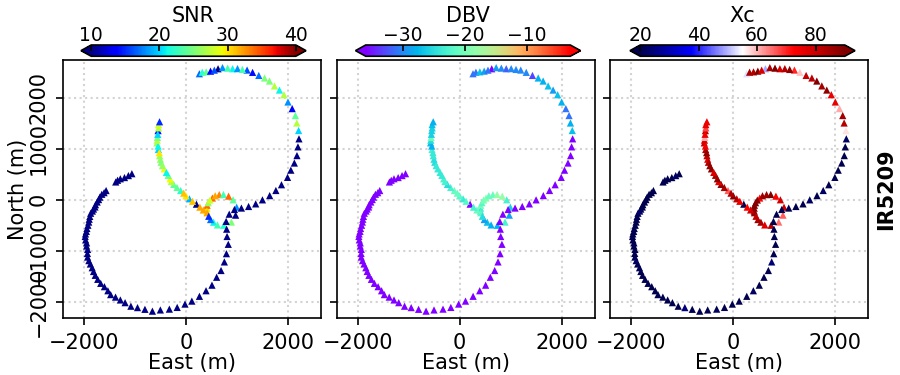 SNR DBV Xc
10 20 30 40 −30 −20 −10 20 40 60 80
North (m)
2000
1000
0
−1000
−2000
IR5209
−2000 0 2000 −2000 0 2000 −2000 0 2000
East (m) East (m) East (m)